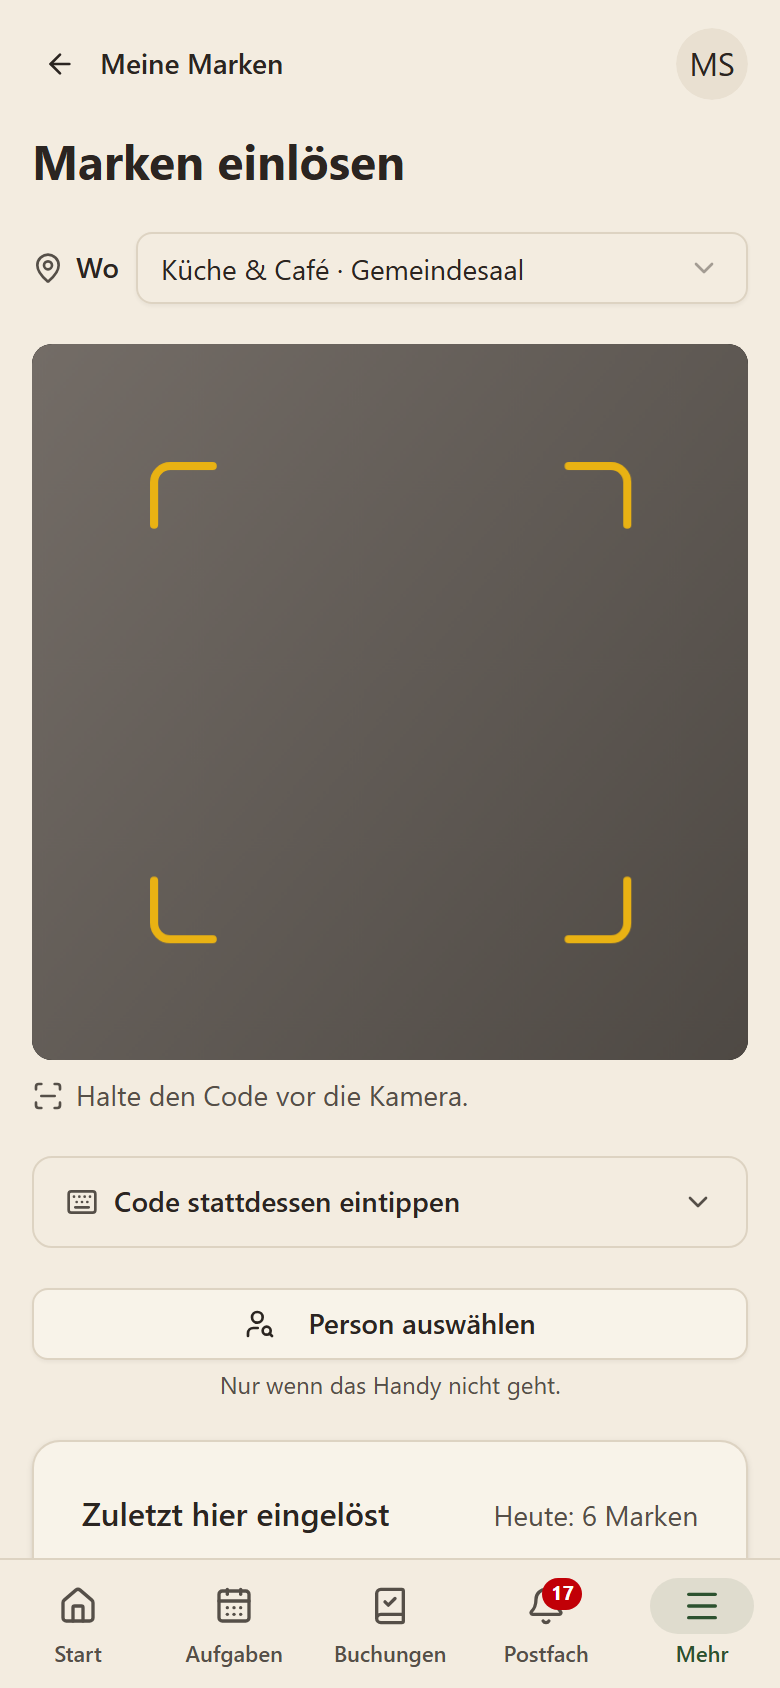 Meine Marken
MS
Marken einlösen
Wo
Küche & Café · Gemeindesaal
Halte den Code vor die Kamera.
Code stattdessen eintippen
Person auswählen
Nur wenn das Handy nicht geht.
Zuletzt hier eingelöst
Heute: 6 Marken
17
Start
Aufgaben
Buchungen
Postfach
Mehr